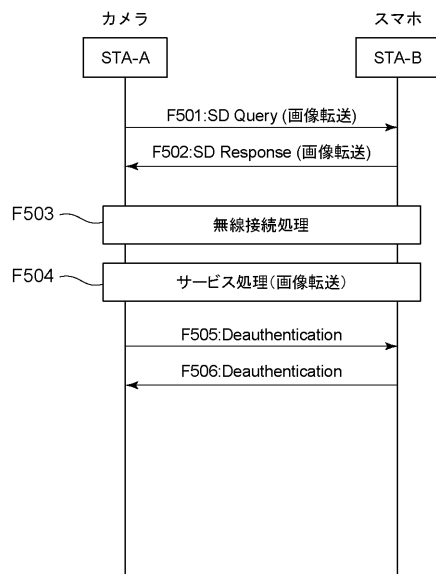 カメラ
スマホ
STA-A
STA-B
F501:SD Query (画像転送)
F502:SD Response (画像転送)
F503
無線接続処理
F504
サービス処理(画像転送)
F505:Deauthentication
F506:Deauthentication